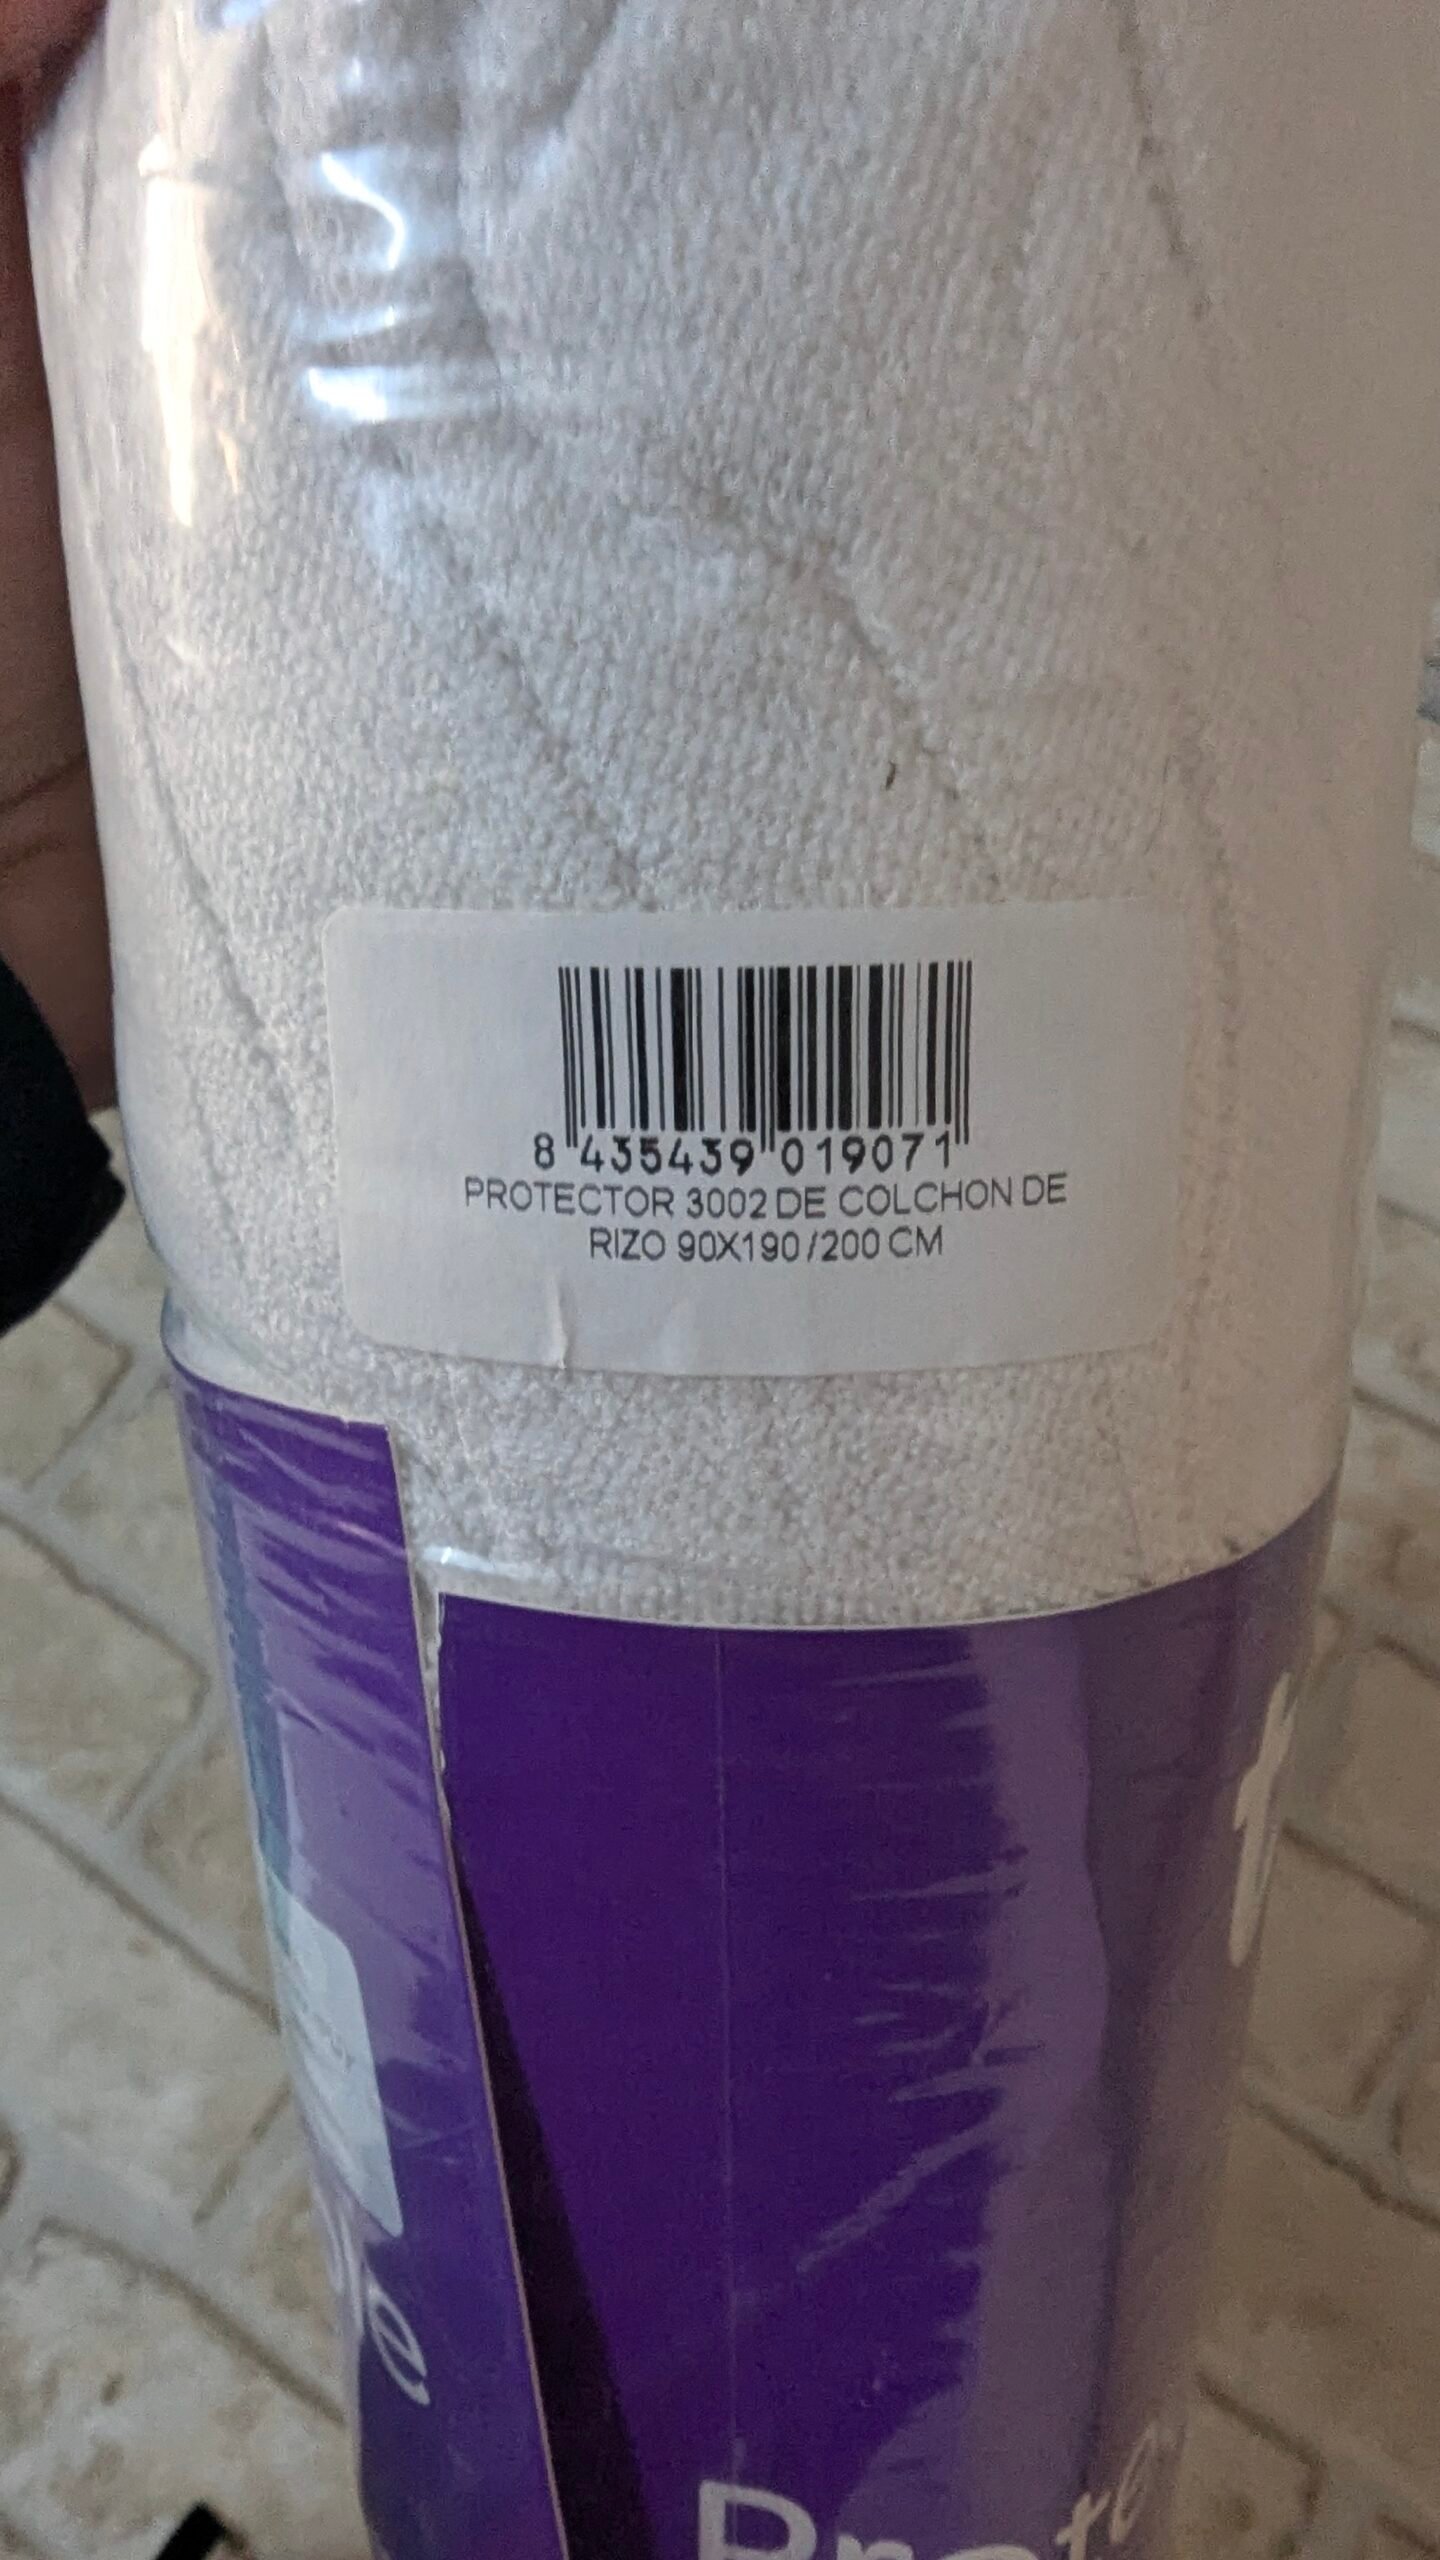 8 435439 019071
PROTECTOR 3002 DE COLCHON DE
RIZO 90X190/200 CM